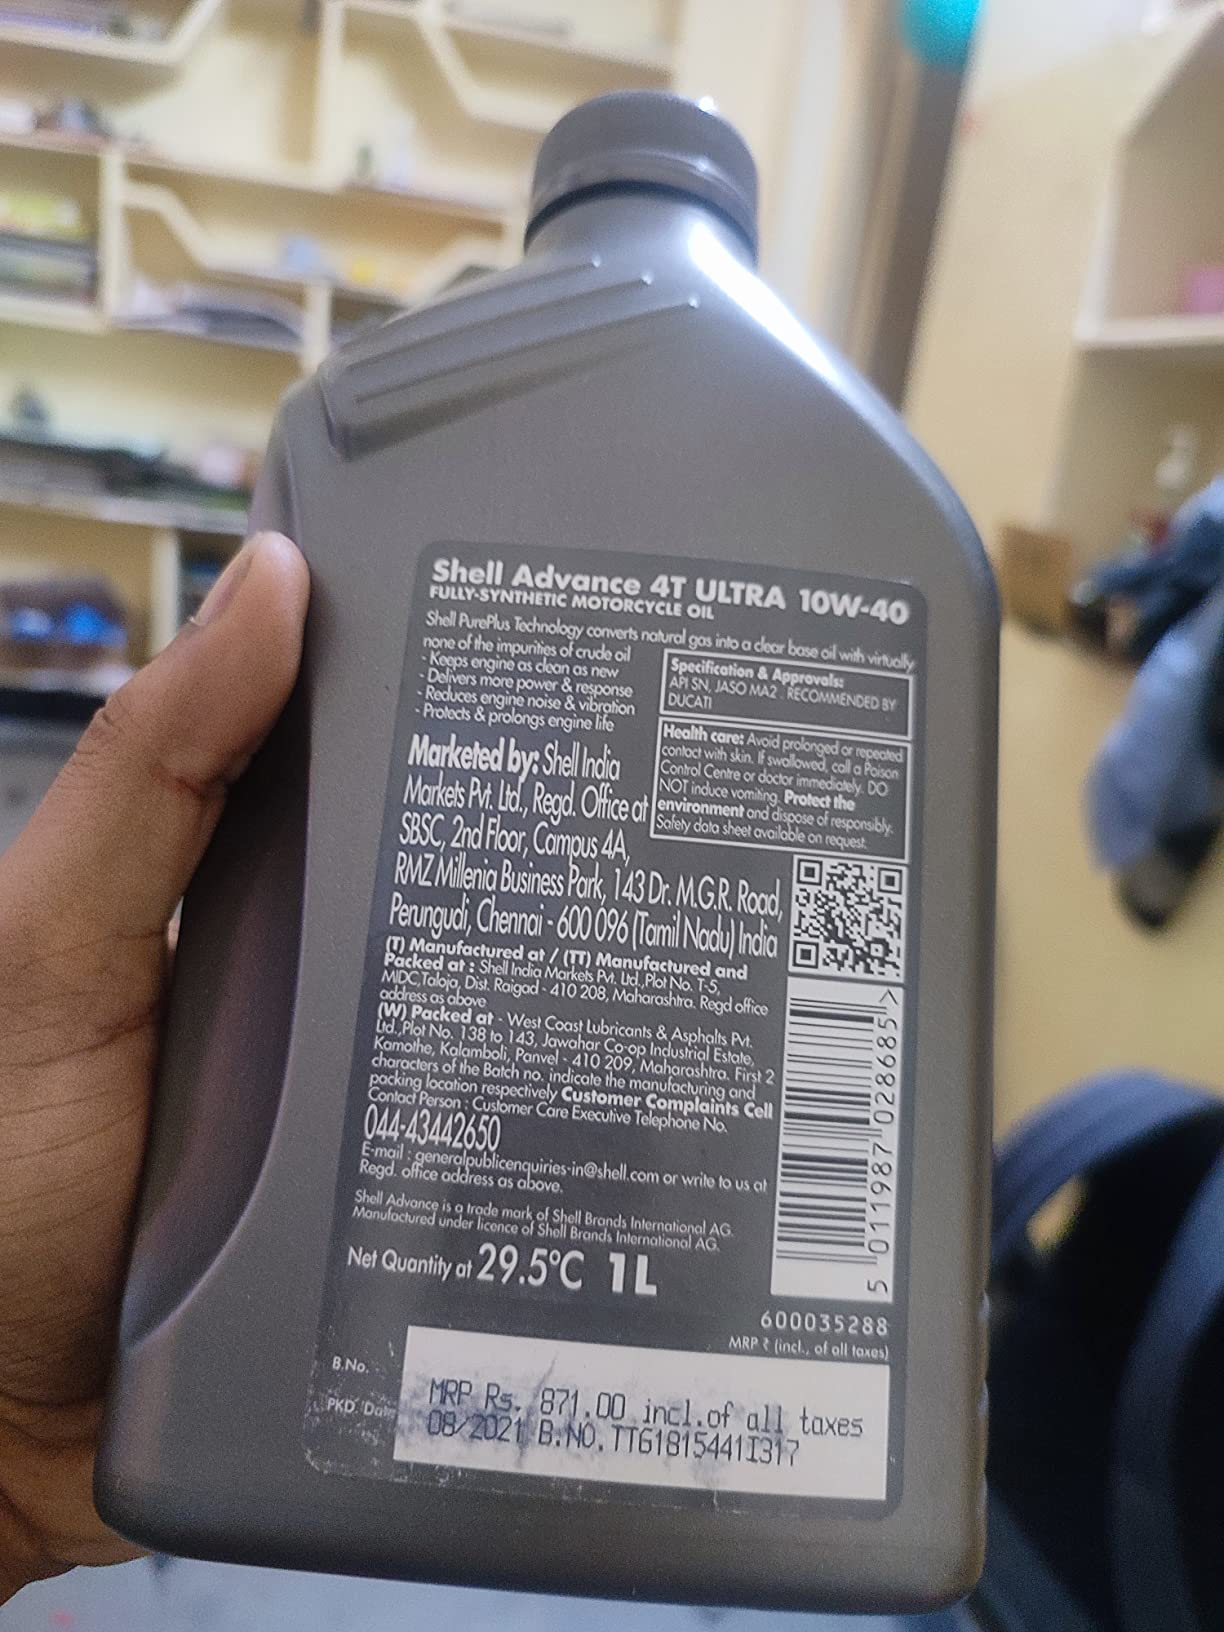 Shell Advance 4T ULTRA 10W-40
FULLY-SYNTHETIC MOTORCYCLE OIL
Shell PurePlus Technology converts natural gas into a clear base oil with virtually
none of the impurities of crude oil
- Keeps engine as clean as new
- Delivers more power & response
- Reduces engine noise & vibration
- Protects & prolongs engine life
Specification & Approvals:
API SN, JASO MA2 . RECOMMENDED BY
DUCATI
Health care: Avoid prolonged or repeated
contact with skin. If swallowed, call a Poison
Control Centre or doctor immediately. DO
NOT induce vomiting. Protect the
environment and dispose of responsibly.
Safety data sheet available on request.
Marketed by: Shell India
Markets Pvt. Ltd., Regd. Office at
SBSC, 2nd Floor, Campus 4A,
RMZ Millenia Business Park, 143 Dr. M.G.R. Road,
Perungudi, Chennai - 600 096 (Tamil Nadu) India
(T) Manufactured at / (TT) Manufactured and
Packed at : Shell India Markets Pvt. Ltd.,Plot No. T-5,
MIDC,Taloja, Dist. Raigad - 410 208, Maharashtra. Regd office
address as above
(W) Packed at - West Coast Lubricants & Asphalts Pvt.
Ltd.,Plot No. 138 to 143, Jawahar Co-op Industrial Estate,
Kamothe, Kalamboli, Panvel - 410 209, Maharashtra. First 2
characters of the Batch no. indicate the manufacturing and
packing location respectively Customer Complaints Cell
Contact Person : Customer Care Executive Telephone No.
044-43442650
E-mail : generalpublicenquiries-in@shell.com or write to us at
Regd. office address as above.
Shell Advance is a trade mark of Shell Brands International AG.
Manufactured under licence of Shell Brands International AG.
Net Quantity at 29.5°C 1L
5 011987 028685 >
600035288
MRP ₹ (incl., of all taxes)
B.No.
PKD. Date
MRP Rs. 871.00 incl.of all taxes
08/2021 B.NO.TTG1815441I317